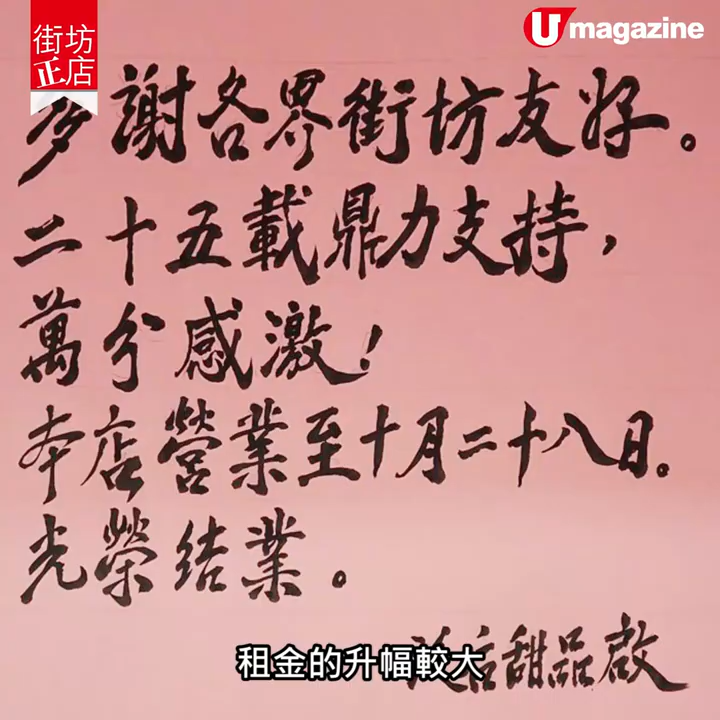 街坊
正店
U magazine
多謝各界街坊友好。
二十五載鼎力支持，
萬分感激！
本店營業至十月二十八日。
光榮结業。
甜品啟
租金的升幅較大